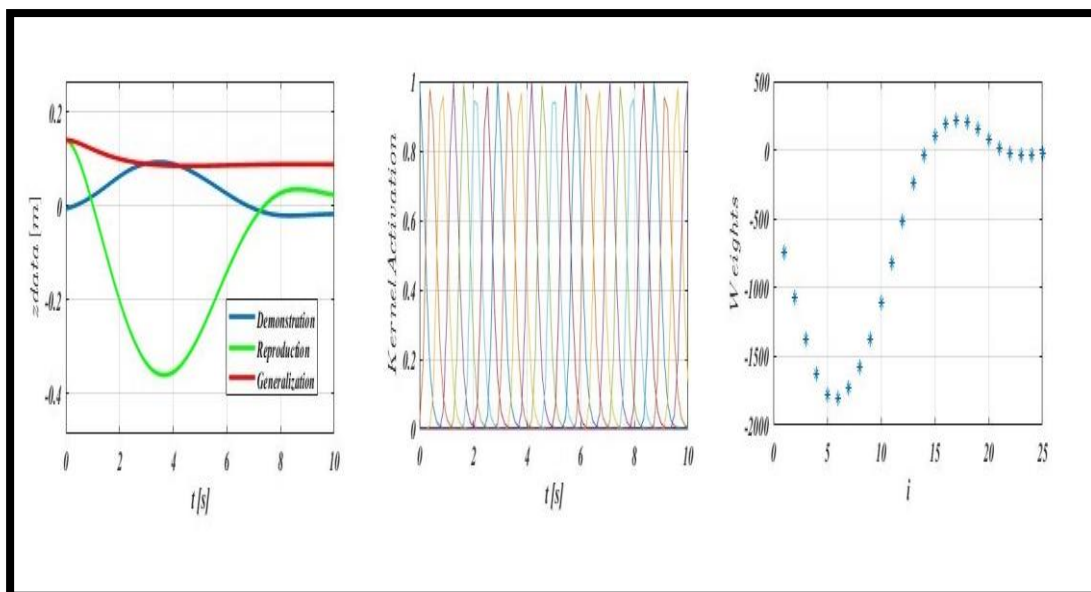 0.2
0
-0.2
-0.4
zdata [m]
0 2 4 6 8 10
t[s]
Demonstration
Reproduction
Generalization
1
0.8
0.6
0.4
0.2
0
Kernel Activation
0 2 4 6 8 10
t[s]
500
0
-500
-1000
-1500
-2000
Weights
0 5 10 15 20 25
i